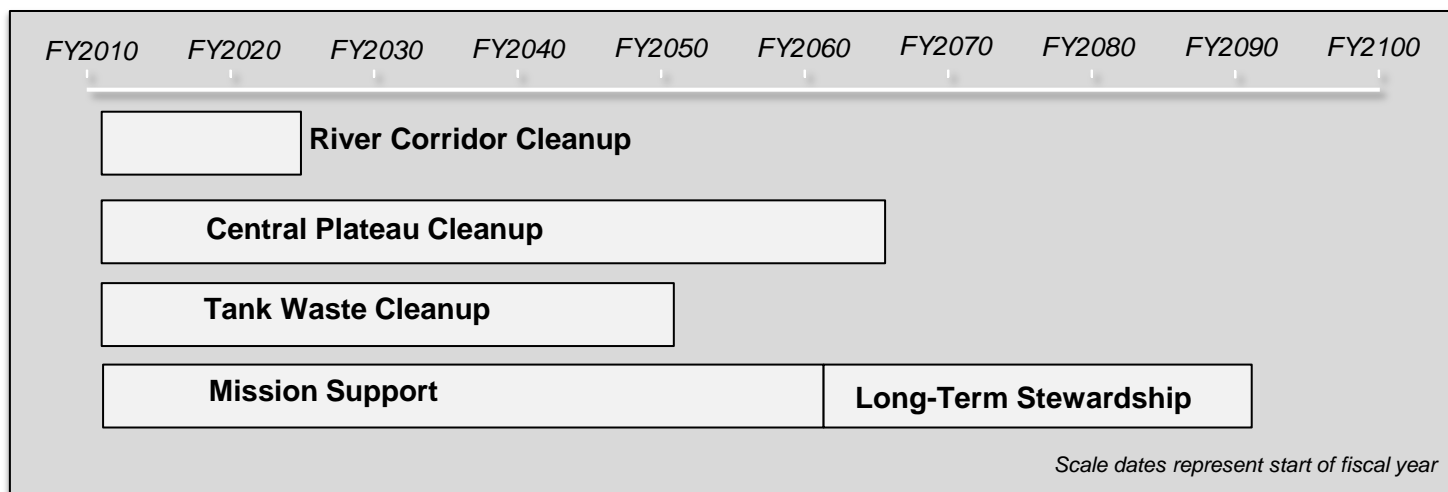 FY2010 FY2020 FY2030 FY2040 FY2050 FY2060 FY2070 FY2080 FY2090 FY2100
River Corridor Cleanup
Central Plateau Cleanup
Tank Waste Cleanup
Mission Support Long-Term Stewardship
Scale dates represent start of fiscal year